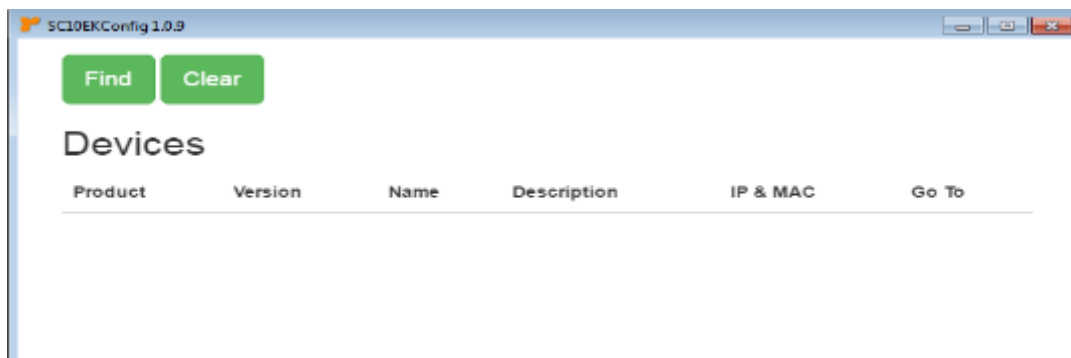 SC10EKConfig 1.0.9
Find Clear
Devices
Product Version Name Description IP & MAC Go To